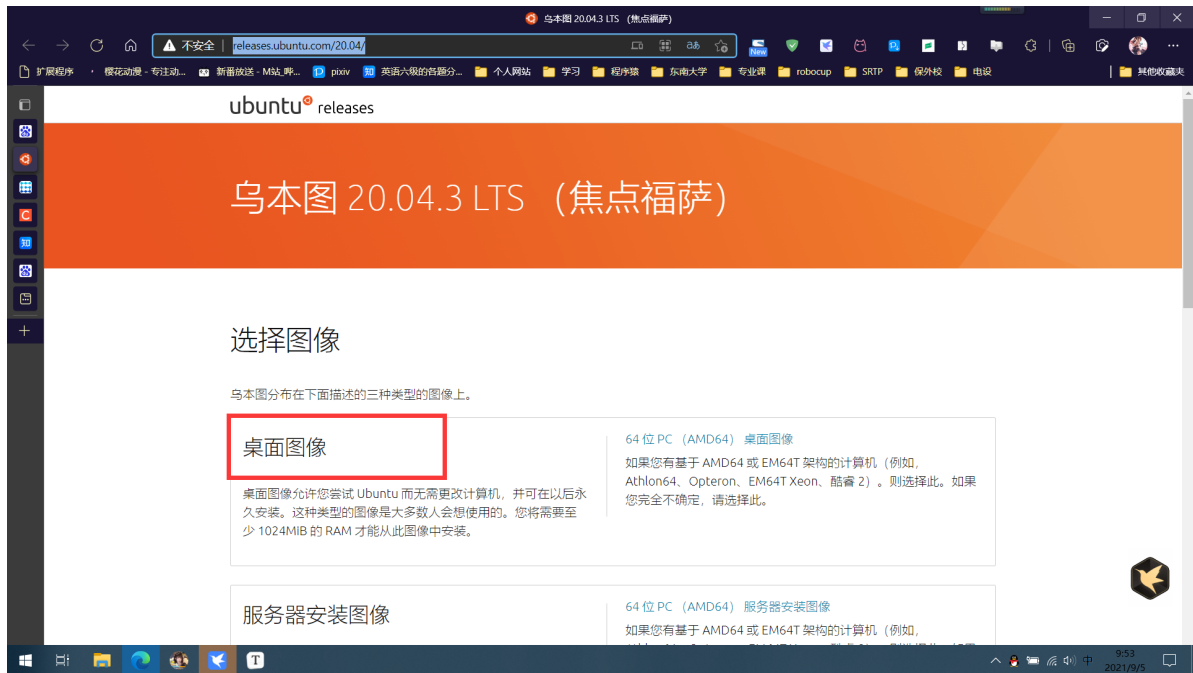 乌本图 20.04.3 LTS （焦点福萨）
不安全 releases.ubuntu.com/20.04/
New
扩展程序 樱花动漫 - 专注动... 新番放送 - M站_哔... pixiv 英语六级的各题分... 个人网站 学习 程序猿 东南大学 专业课 robocup SRTP 保外校 电设 其他收藏夹
ubuntu releases
乌本图 20.04.3 LTS （焦点福萨）
选择图像
乌本图分布在下面描述的三种类型的图像上。
桌面图像
桌面图像允许您尝试 Ubuntu 而无需更改计算机，并可在以后永
久安装。这种类型的图像是大多数人会想使用的。您将需要至
少 1024MIB 的 RAM 才能从此图像中安装。
64 位 PC （AMD64） 桌面图像
如果您有基于 AMD64 或 EM64T 架构的计算机（例如，
Athlon64、Opteron、EM64T Xeon、酷睿 2）。则选择此。如果
您完全不确定，请选择此。
服务器安装图像
64 位 PC （AMD64） 服务器安装图像
如果您有基于 AMD64 或 EM64T 架构的计算机（例如，
中
9:53
2021/9/5